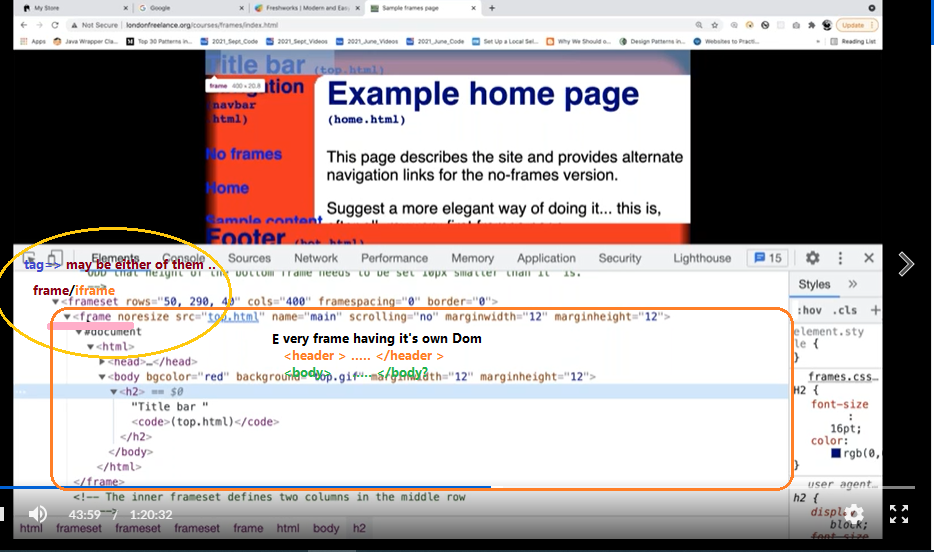 My Store
Google
Freshworks | Modern and Eas
Sample frames page
Not Secure | londonfreelance.org/courses/frames/index.html
Update
Apps
Java Wrapper Cla...
Top 30 Patterns in...
2021_Sept_Code
2021_Sept_Videos
2021_June_Videos
2021_June_Code
Set Up a Local Sel...
Why We Should o...
Design Patterns in...
Websites to Practi...
»
Reading List
Title bar (top.html)
frame 400 × 20.8
igation
(navbar
.html)
No frames
Home
Sample content
Example home page
(home.html)
This page describes the site and provides alternate
navigation links for the no-frames version.
Suggest a more elegant way of doing it... this is,
Footer (bot.html)
Elements
Console
Sources
Network
Performance
Memory
Application
Security
Lighthouse
15
tag=> may be either of them ..
frame/iframe
Odd that height of the bottom frame needs to be set 10px smaller than it is.
-->
<frameset rows="50, 290, 40" cols="400" framespacing="0" border="0">
<frame noresize src="top.html" name="main" scrolling="no" marginwidth="12" marginheight="12">
#document
<html>
<head>…</head>
<body bgcolor="red" background="top.gif" marginwidth="12" marginheight="12">
<h2> == $0
"Title bar "
<code>(top.html)</code>
</h2>
</body>
</html>
</frame>
<!-- The inner frameset defines two columns in the middle row
-->
E very frame having it's own Dom
<header > ..... </header >
<body> ..... </body?
Styles »
:hov .cls +
element.sty
le {
}
frames.css…
H2 {
font-size
:
16pt;
color:
rgb(0,
}
user agent…
h2 {
displ
block;
font-size
43:59 / 1:20:32
html frameset frameset frameset frame html body h2